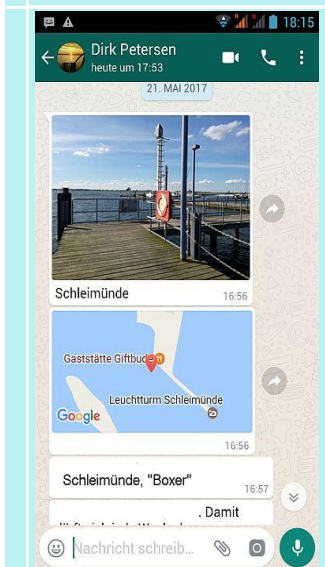 18:15
Dirk Petersen
heute um 17:53
21. MAI 2017
Schleimünde
16:56
Gaststätte Giftbude
Leuchtturm Schleimünde
Google
16:56
Schleimünde, "Boxer"
16:57
. Damit
Nachricht schreib...